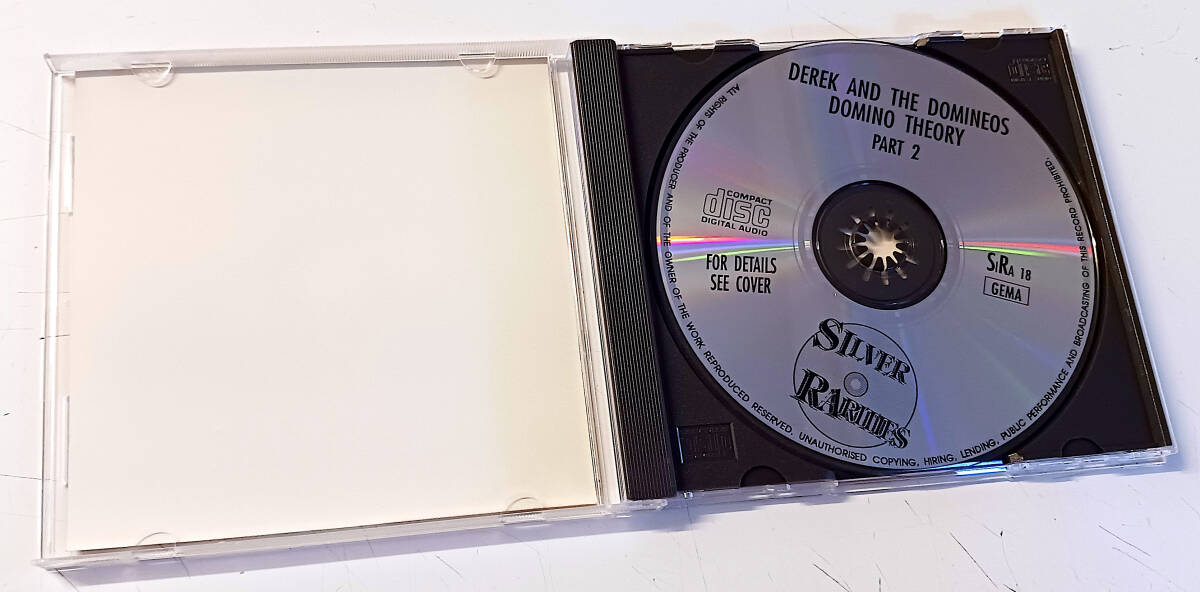 DEREK AND THE DOMINEOS
DOMINO THEORY
PART 2
COMPACT
disc
DIGITAL AUDIO
FOR DETAILS
SEE COVER
SiRA 18
GEMA
SILVER
RARITIES
ALL RIGHTS OF THE PRODUCER AND OF THE OWNER OF THE WORK REPRODUCED RESERVED. UNAUTHORISED COPYING, HIRING, LENDING, PUBLIC PERFORMANCE AND BROADCASTING OF THIS RECORD PROHIBITED.